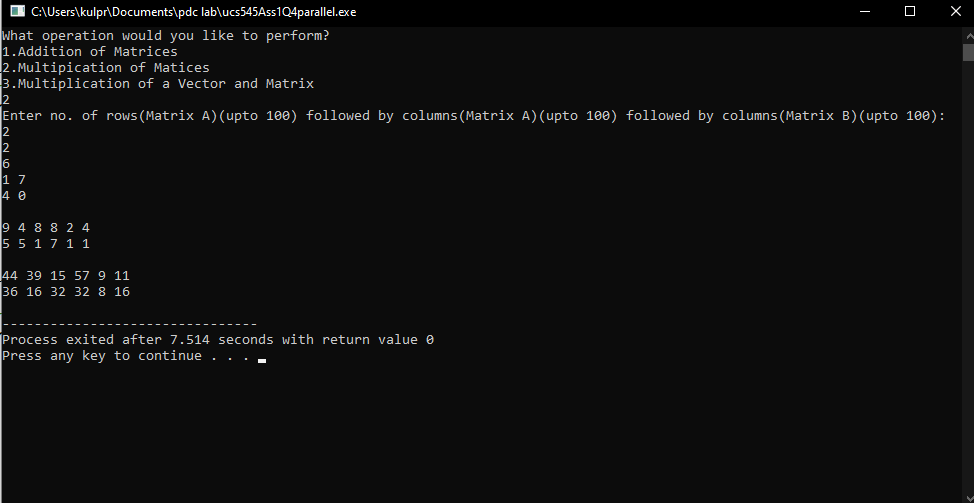 C:\Users\kulpr\Documents\pdc lab\ucs545Ass1Q4parallel.exe
What operation would you like to perform?
1.Addition of Matrices
2.Multipication of Matices
3.Multiplication of a Vector and Matrix
2
Enter no. of rows(Matrix A)(upto 100) followed by columns(Matrix A)(upto 100) followed by columns(Matrix B)(upto 100):
2
2
6
1 7
4 0
9 4 8 8 2 4
5 5 1 7 1 1
44 39 15 57 9 11
36 16 32 32 8 16
--------------------------------
Process exited after 7.514 seconds with return value 0
Press any key to continue . . .